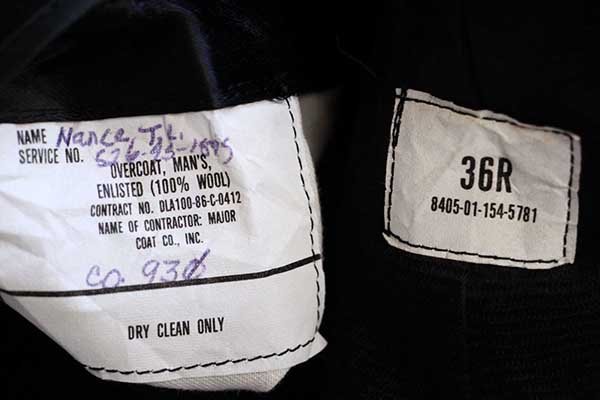 NAME Nance, T.L.
SERVICE NO.
OVERCOAT, MAN'S,
ENLISTED (100% WOOL)
CONTRACT NO. DLA100-86-C-0412
NAME OF CONTRACTOR: MAJOR
COAT CO., INC.
CO. 930
DRY CLEAN ONLY
36R
8405-01-154-5781